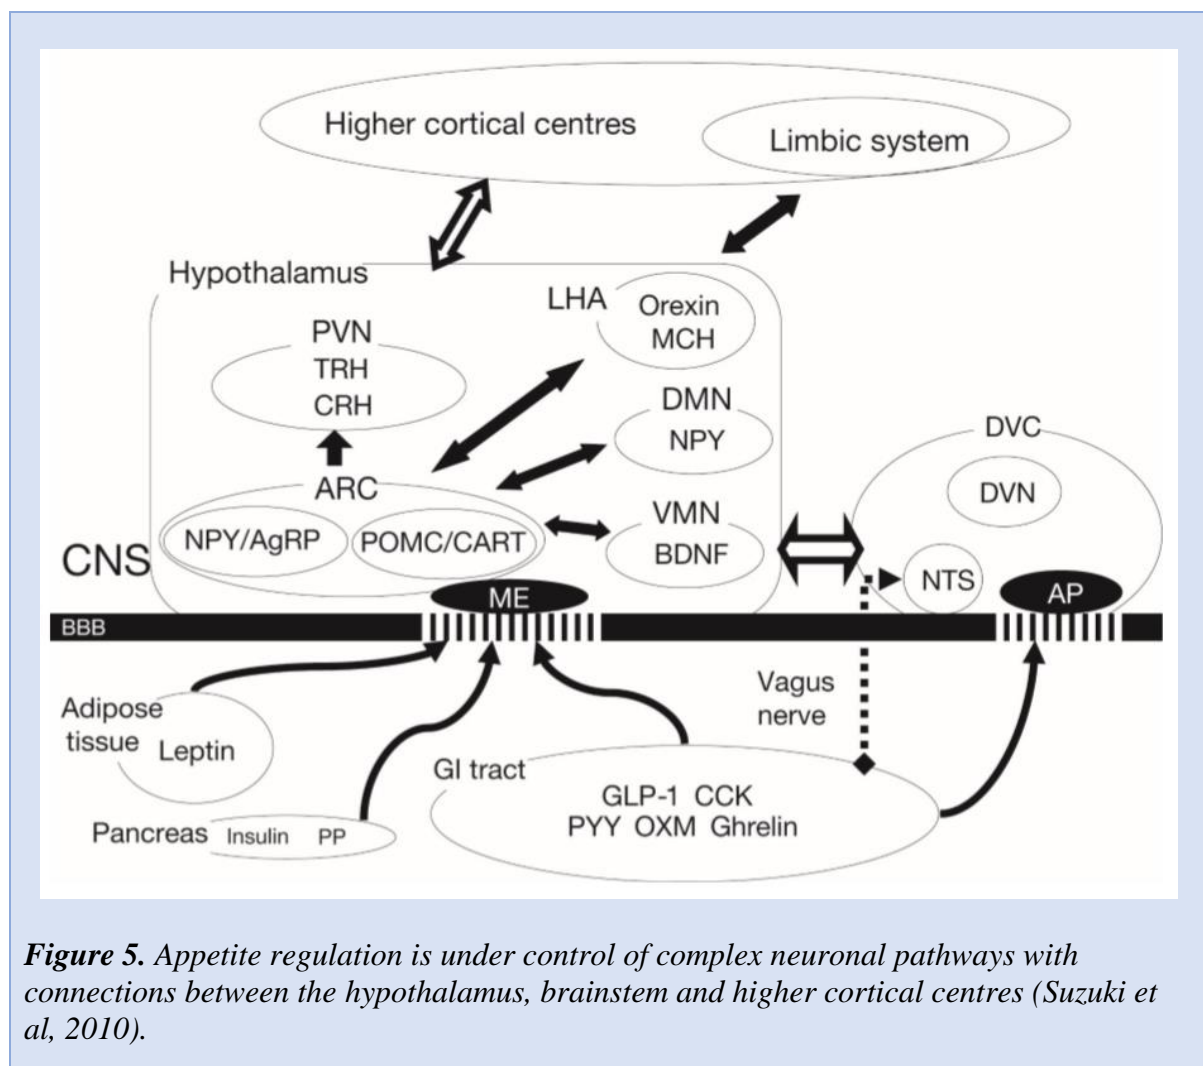 Higher cortical centres
Limbic system
Hypothalamus
LHA
Orexin
MCH
PVN
TRH
CRH
DMN
NPY
DVC
DVN
ARC
NPY/AgRP
POMC/CART
VMN
BDNF
CNS
ME
NTS
AP
BBB
Vagus
nerve
Adipose
tissue
Leptin
GI tract
GLP-1 CCK
PYY OXM Ghrelin
Pancreas
Insulin PP
Figure 5. Appetite regulation is under control of complex neuronal pathways with
connections between the hypothalamus, brainstem and higher cortical centres (Suzuki et
al, 2010).